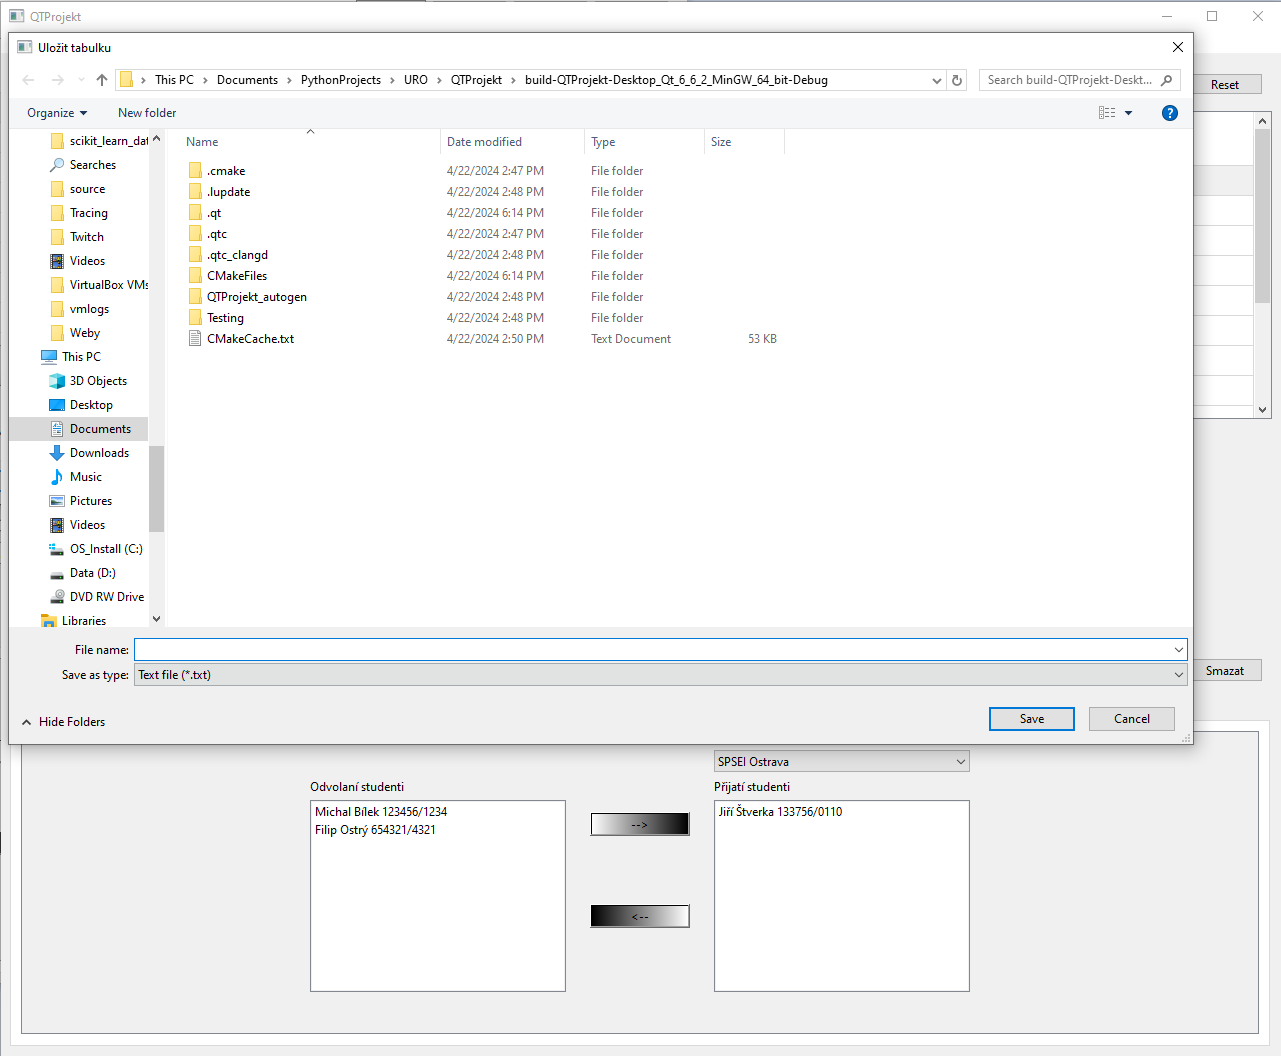 QTProjekt
Uložit tabulku
This PC > Documents > PythonProjects > URO > QTProjekt > build-QTProjekt-Desktop_Qt_6_6_2_MinGW_64_bit-Debug
Search build-QTProjekt-Deskt...
Reset
Organize
New folder
Name Date modified Type Size
scikit_learn_dat
Searches
source
Tracing
Twitch
Videos
VirtualBox VMs
vmlogs
Weby
This PC
3D Objects
Desktop
Documents
Downloads
Music
Pictures
Videos
OS_Install (C:)
Data (D:)
DVD RW Drive
Libraries
.cmake 4/22/2024 2:47 PM File folder
.lupdate 4/22/2024 2:48 PM File folder
.qt 4/22/2024 6:14 PM File folder
.qtc 4/22/2024 2:47 PM File folder
.qtc_clangd 4/22/2024 2:48 PM File folder
CMakeFiles 4/22/2024 6:14 PM File folder
QTProjekt_autogen 4/22/2024 2:48 PM File folder
Testing 4/22/2024 2:48 PM File folder
CMakeCache.txt 4/22/2024 2:50 PM Text Document 53 KB
File name:
Save as type: Text file (*.txt)
Smazat
Hide Folders
Save
Cancel
SPSEI Ostrava
Odvolaní studenti
Přijatí studenti
Michal Bílek 123456/1234
Filip Ostrý 654321/4321
-->
<--
Jiří Štverka 133756/0110